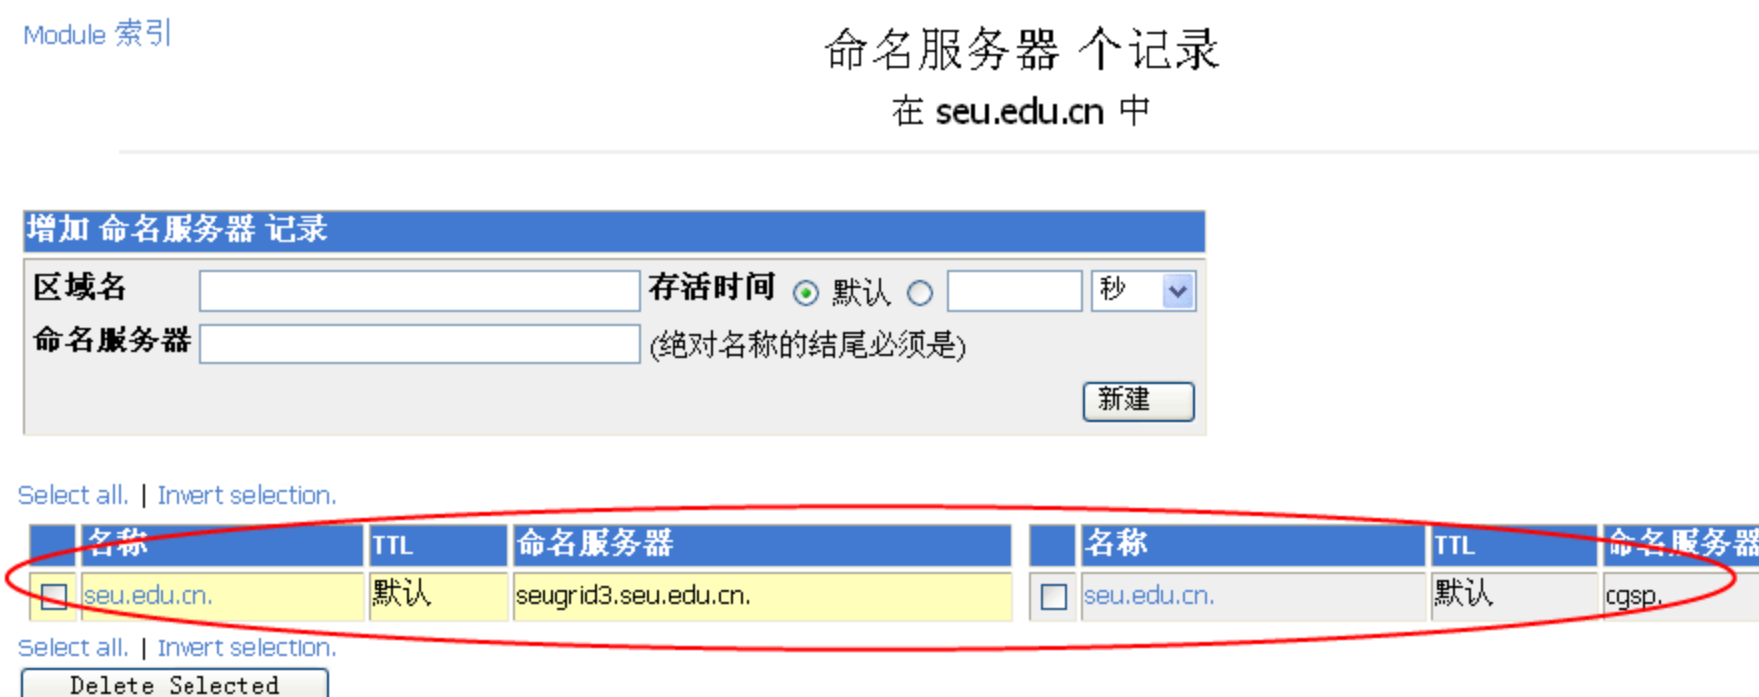 Module 索引
命名服务器 个记录
在 seu.edu.cn 中
增加 命名服务器 记录
区域名 存活时间 默认 秒
命名服务器 (绝对名称的结尾必须是)
新建
Select all. | Invert selection.
名称 TTL 命名服务器 名称 TTL 命名服务器
seu.edu.cn. 默认 seugrid3.seu.edu.cn. seu.edu.cn. 默认 cgsp.
Select all. | Invert selection.
Delete Selected